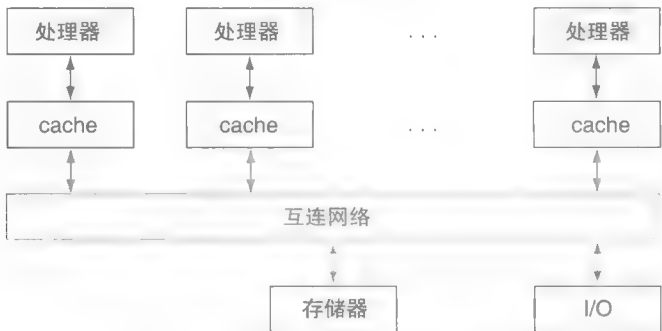 处理器 处理器 ... 处理器
cache cache ... cache
互连网络
存储器 I/O